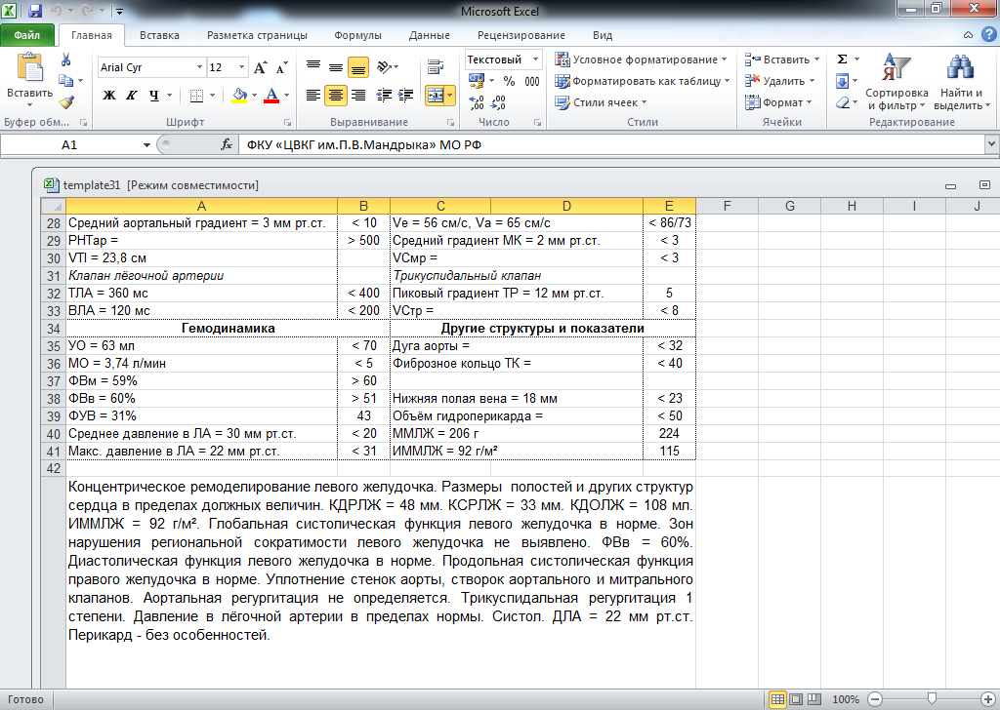 Microsoft Excel
Файл Главная Вставка Разметка страницы Формулы Данные Рецензирование Вид
Вставить
Arial Cyr 12
Ж К Ч
Текстовый
% 000
Условное форматирование
Форматировать как таблицу
Стили ячеек
Вставить
Удалить
Формат
Σ
Сортировка и фильтр
Найти и выделить
Буфер обм... Шрифт Выравнивание Число Стили Ячейки Редактирование
A1 fx ФКУ «ЦВКГ им.П.В.Мандрыка» МО РФ
template31 [Режим совместимости]
A B C D E F G H I J
28 Средний аортальный градиент = 3 мм рт.ст. < 10 Ve = 56 см/с, Va = 65 см/с < 86/73
29 PHTар = > 500 Средний градиент МК = 2 мм рт.ст. < 3
30 VTI = 23,8 см VCмр = < 3
31 Клапан лёгочной артерии Трикуспидальный клапан
32 ТЛА = 360 мс < 400 Пиковый градиент ТР = 12 мм рт.ст. 5
33 ВЛА = 120 мс < 200 VCтр = < 8
34 Гемодинамика Другие структуры и показатели
35 УО = 63 мл < 70 Дуга аорты = < 32
36 МО = 3,74 л/мин < 5 Фиброзное кольцо ТК = < 40
37 ФВм = 59% > 60
38 ФВв = 60% > 51 Нижняя полая вена = 18 мм < 23
39 ФУВ = 31% 43 Объём гидроперикарда = < 50
40 Среднее давление в ЛА = 30 мм рт.ст. < 20 ММЛЖ = 206 г 224
41 Макс. давление в ЛА = 22 мм рт.ст. < 31 ИММЛЖ = 92 г/м² 115
42
Концентрическое ремоделирование левого желудочка. Размеры полостей и других структур
сердца в пределах должных величин. КДРЛЖ = 48 мм. КСРЛЖ = 33 мм. КДОЛЖ = 108 мл.
ИММЛЖ = 92 г/м². Глобальная систолическая функция левого желудочка в норме. Зон
нарушения региональной сократимости левого желудочка не выявлено. ФВв = 60%.
Диастолическая функция левого желудочка в норме. Продольная систолическая функция
правого желудочка в норме. Уплотнение стенок аорты, створок аортального и митрального
клапанов. Аортальная регургитация не определяется. Трикуспидальная регургитация 1
степени. Давление в лёгочной артерии в пределах нормы. Систол. ДЛА = 22 мм рт.ст.
Перикард - без особенностей.
Готово 100%